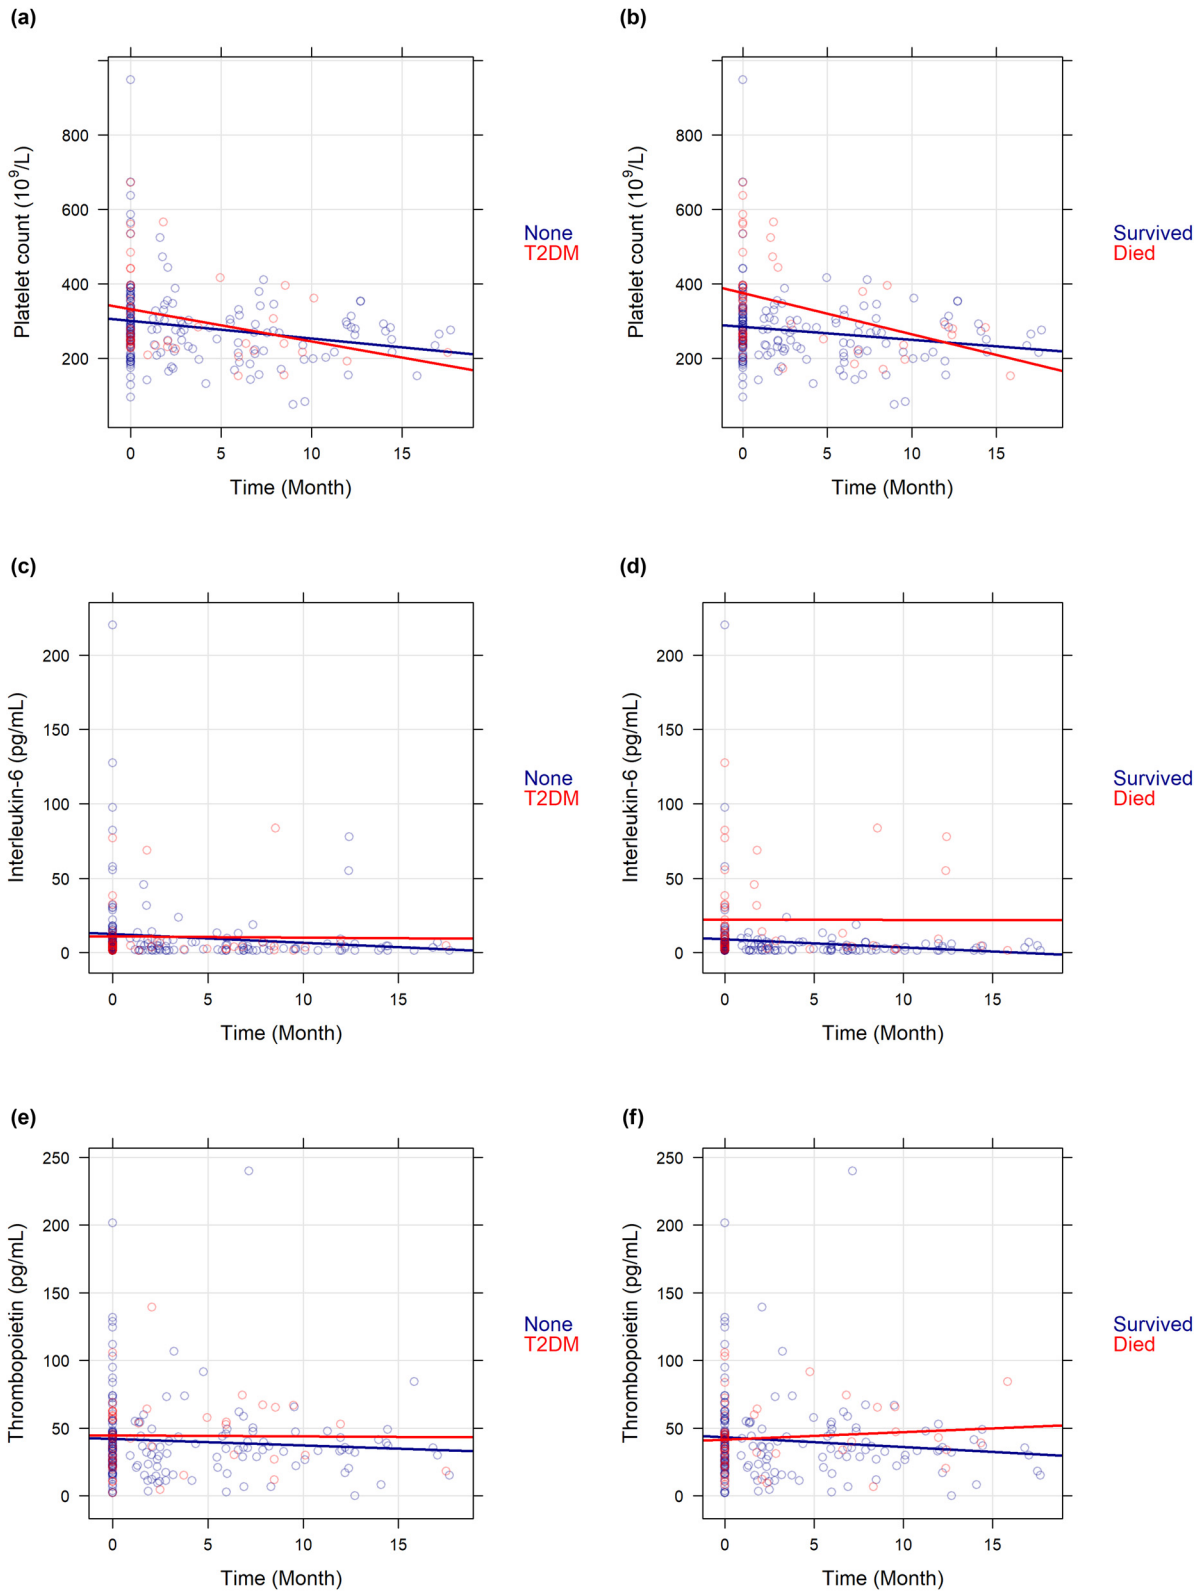 (a)
Platelet count (10⁹/L)
800
600
400
200
0
5
10
15
Time (Month)
None
T2DM
(b)
Platelet count (10⁹/L)
800
600
400
200
0
5
10
15
Time (Month)
Survived
Died
(c)
Interleukin-6 (pg/mL)
200
150
100
50
0
0
5
10
15
Time (Month)
None
T2DM
(d)
Interleukin-6 (pg/mL)
200
150
100
50
0
0
5
10
15
Time (Month)
Survived
Died
(e)
Thrombopoietin (pg/mL)
250
200
150
100
50
0
0
5
10
15
Time (Month)
None
T2DM
(f)
Thrombopoietin (pg/mL)
250
200
150
100
50
0
0
5
10
15
Time (Month)
Survived
Died